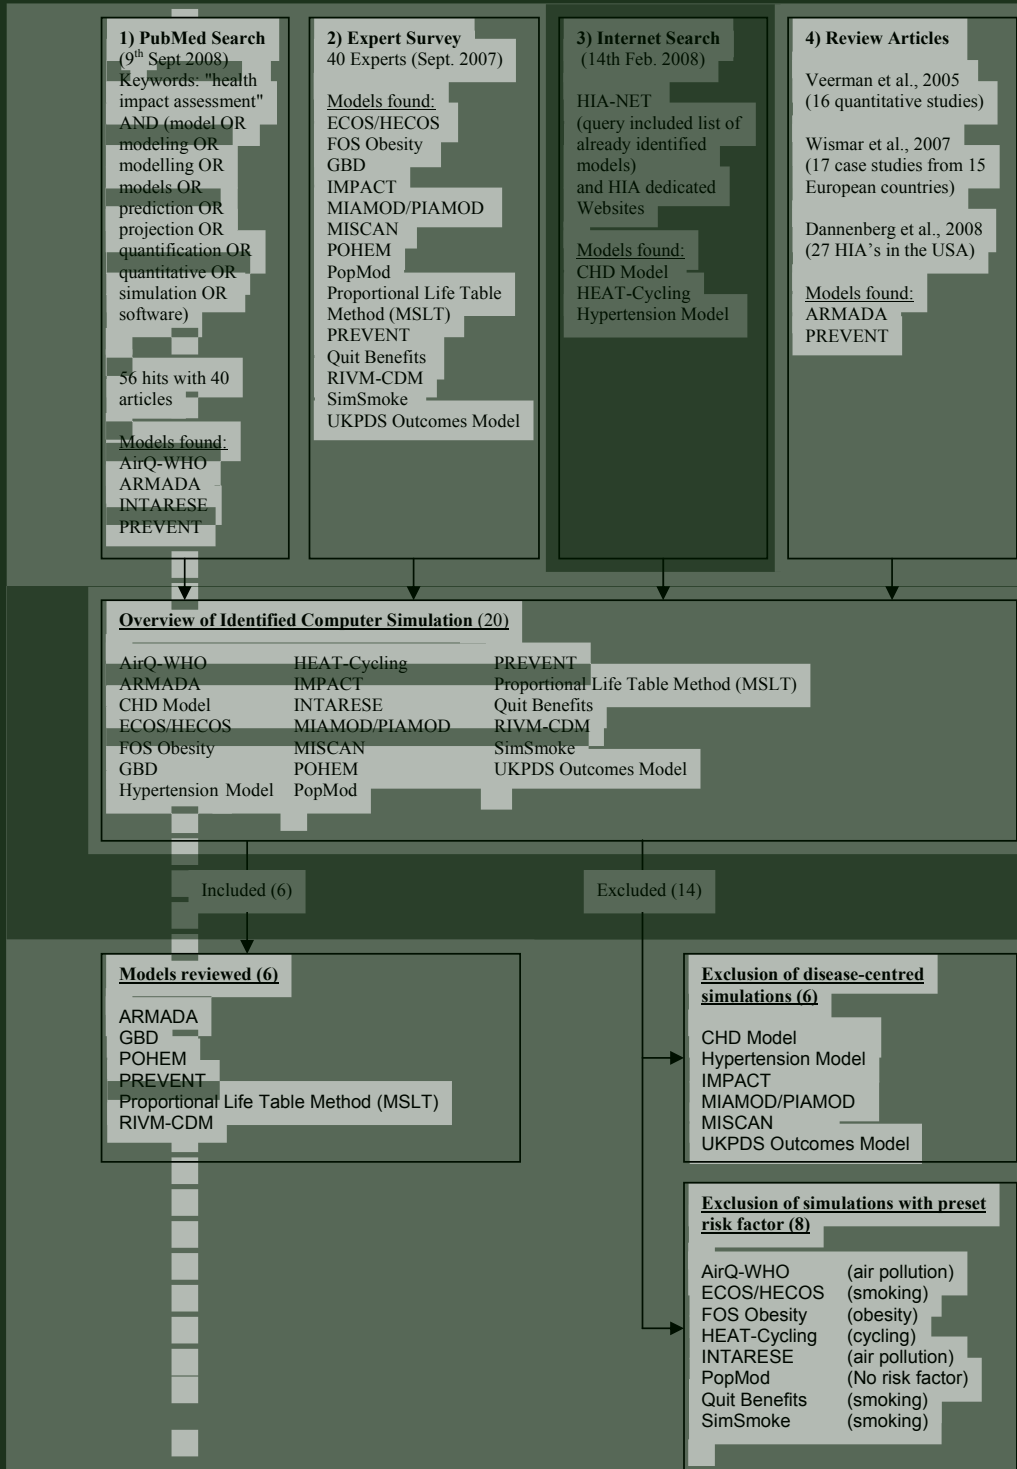 1) PubMed Search
(9th Sept 2008)
Keywords: "health
impact assessment"
AND (model OR
modeling OR
modelling OR
models OR
prediction OR
projection OR
quantification OR
quantitative OR
simulation OR
software)
56 hits with 40
articles
Models found:
AirQ-WHO
ARMADA
INTARESE
PREVENT
2) Expert Survey
40 Experts (Sept. 2007)
Models found:
ECOS/HECOS
FOS Obesity
GBD
IMPACT
MIAMOD/PIAMOD
MISCAN
POHEM
PopMod
Proportional Life Table
Method (MSLT)
PREVENT
Quit Benefits
RIVM-CDM
SimSmoke
UKPDS Outcomes Model
3) Internet Search
(14th Feb. 2008)
HIA-NET
(query included list of
already identified
models)
and HIA dedicated
Websites
Models found:
CHD Model
HEAT-Cycling
Hypertension Model
4) Review Articles
Veerman et al., 2005
(16 quantitative studies)
Wismar et al., 2007
(17 case studies from 15
European countries)
Dannenberg et al., 2008
(27 HIA's in the USA)
Models found:
ARMADA
PREVENT
Overview of Identified Computer Simulation (20)
AirQ-WHO HEAT-Cycling PREVENT
ARMADA IMPACT Proportional Life Table Method (MSLT)
CHD Model INTARESE Quit Benefits
ECOS/HECOS MIAMOD/PIAMOD RIVM-CDM
FOS Obesity MISCAN SimSmoke
GBD POHEM UKPDS Outcomes Model
Hypertension Model PopMod
Included (6)
Excluded (14)
Models reviewed (6)
ARMADA
GBD
POHEM
PREVENT
Proportional Life Table Method (MSLT)
RIVM-CDM
Exclusion of disease-centred
simulations (6)
CHD Model
Hypertension Model
IMPACT
MIAMOD/PIAMOD
MISCAN
UKPDS Outcomes Model
Exclusion of simulations with preset
risk factor (8)
AirQ-WHO (air pollution)
ECOS/HECOS (smoking)
FOS Obesity (obesity)
HEAT-Cycling (cycling)
INTARESE (air pollution)
PopMod (No risk factor)
Quit Benefits (smoking)
SimSmoke (smoking)